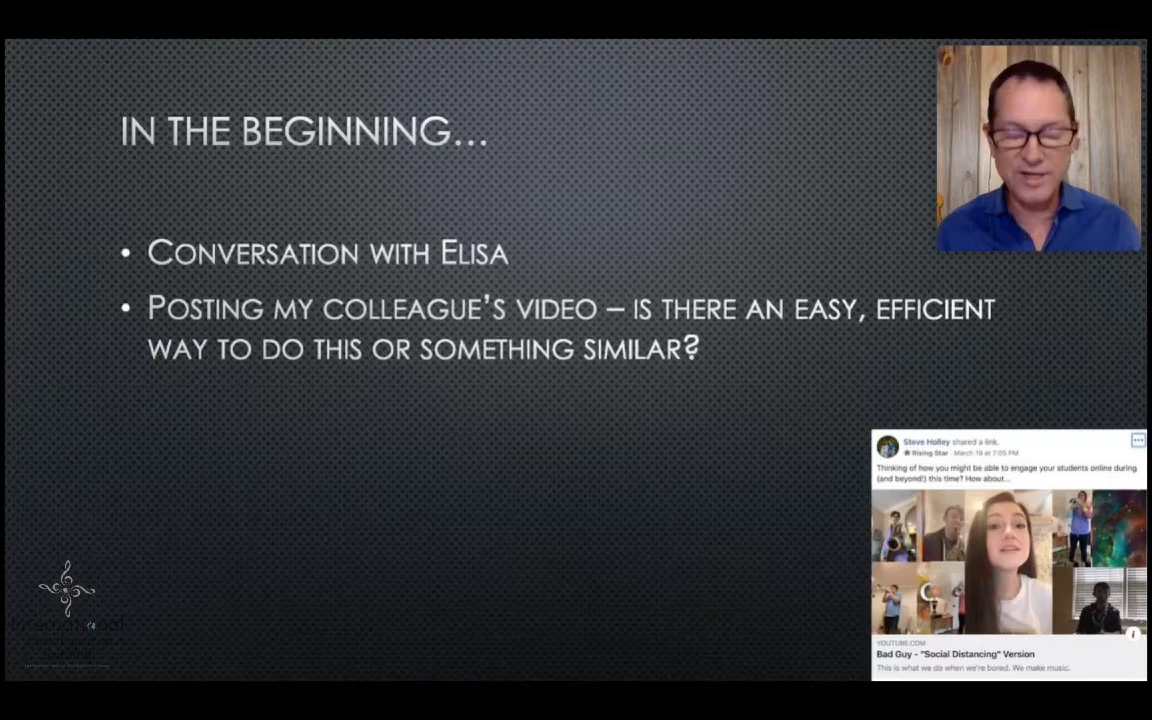 IN THE BEGINNING...
• CONVERSATION WITH ELISA
• POSTING MY COLLEAGUE'S VIDEO – IS THERE AN EASY, EFFICIENT
WAY TO DO THIS OR SOMETHING SIMILAR?
Steve Holley shared a link.
Rising Star · March 19 at 7:05 PM
Thinking of how you might be able to engage your students online during
(and beyond!) this time? How about...
YOUTUBE.COM
Bad Guy - "Social Distancing" Version
This is what we do when we're bored. We make music.
International